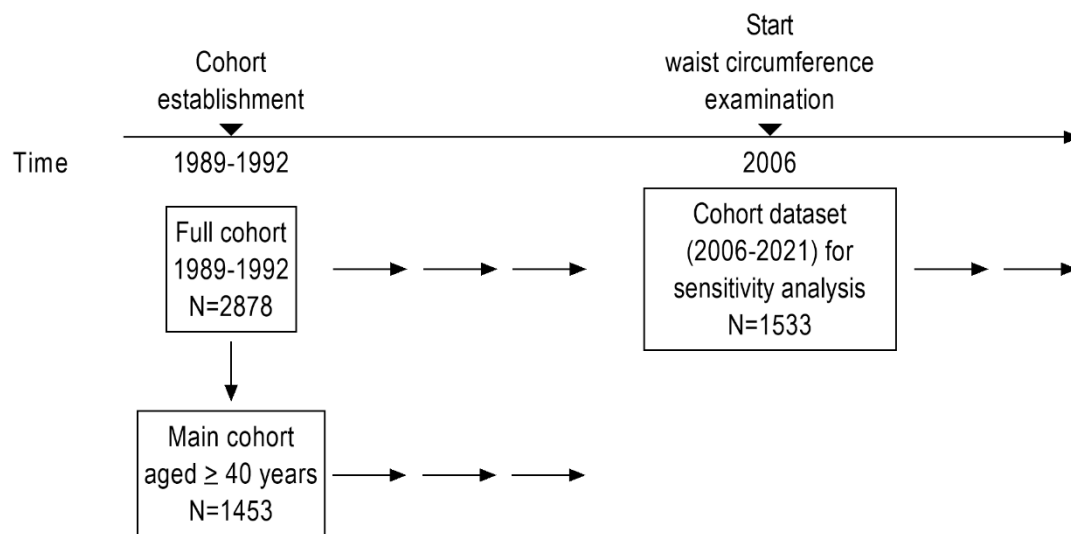 Cohort
establishment
Start
waist circumference
examination
Time
1989-1992
2006
Full cohort
1989-1992
N=2878
Cohort dataset
(2006-2021) for
sensitivity analysis
N=1533
Main cohort
aged ≥ 40 years
N=1453